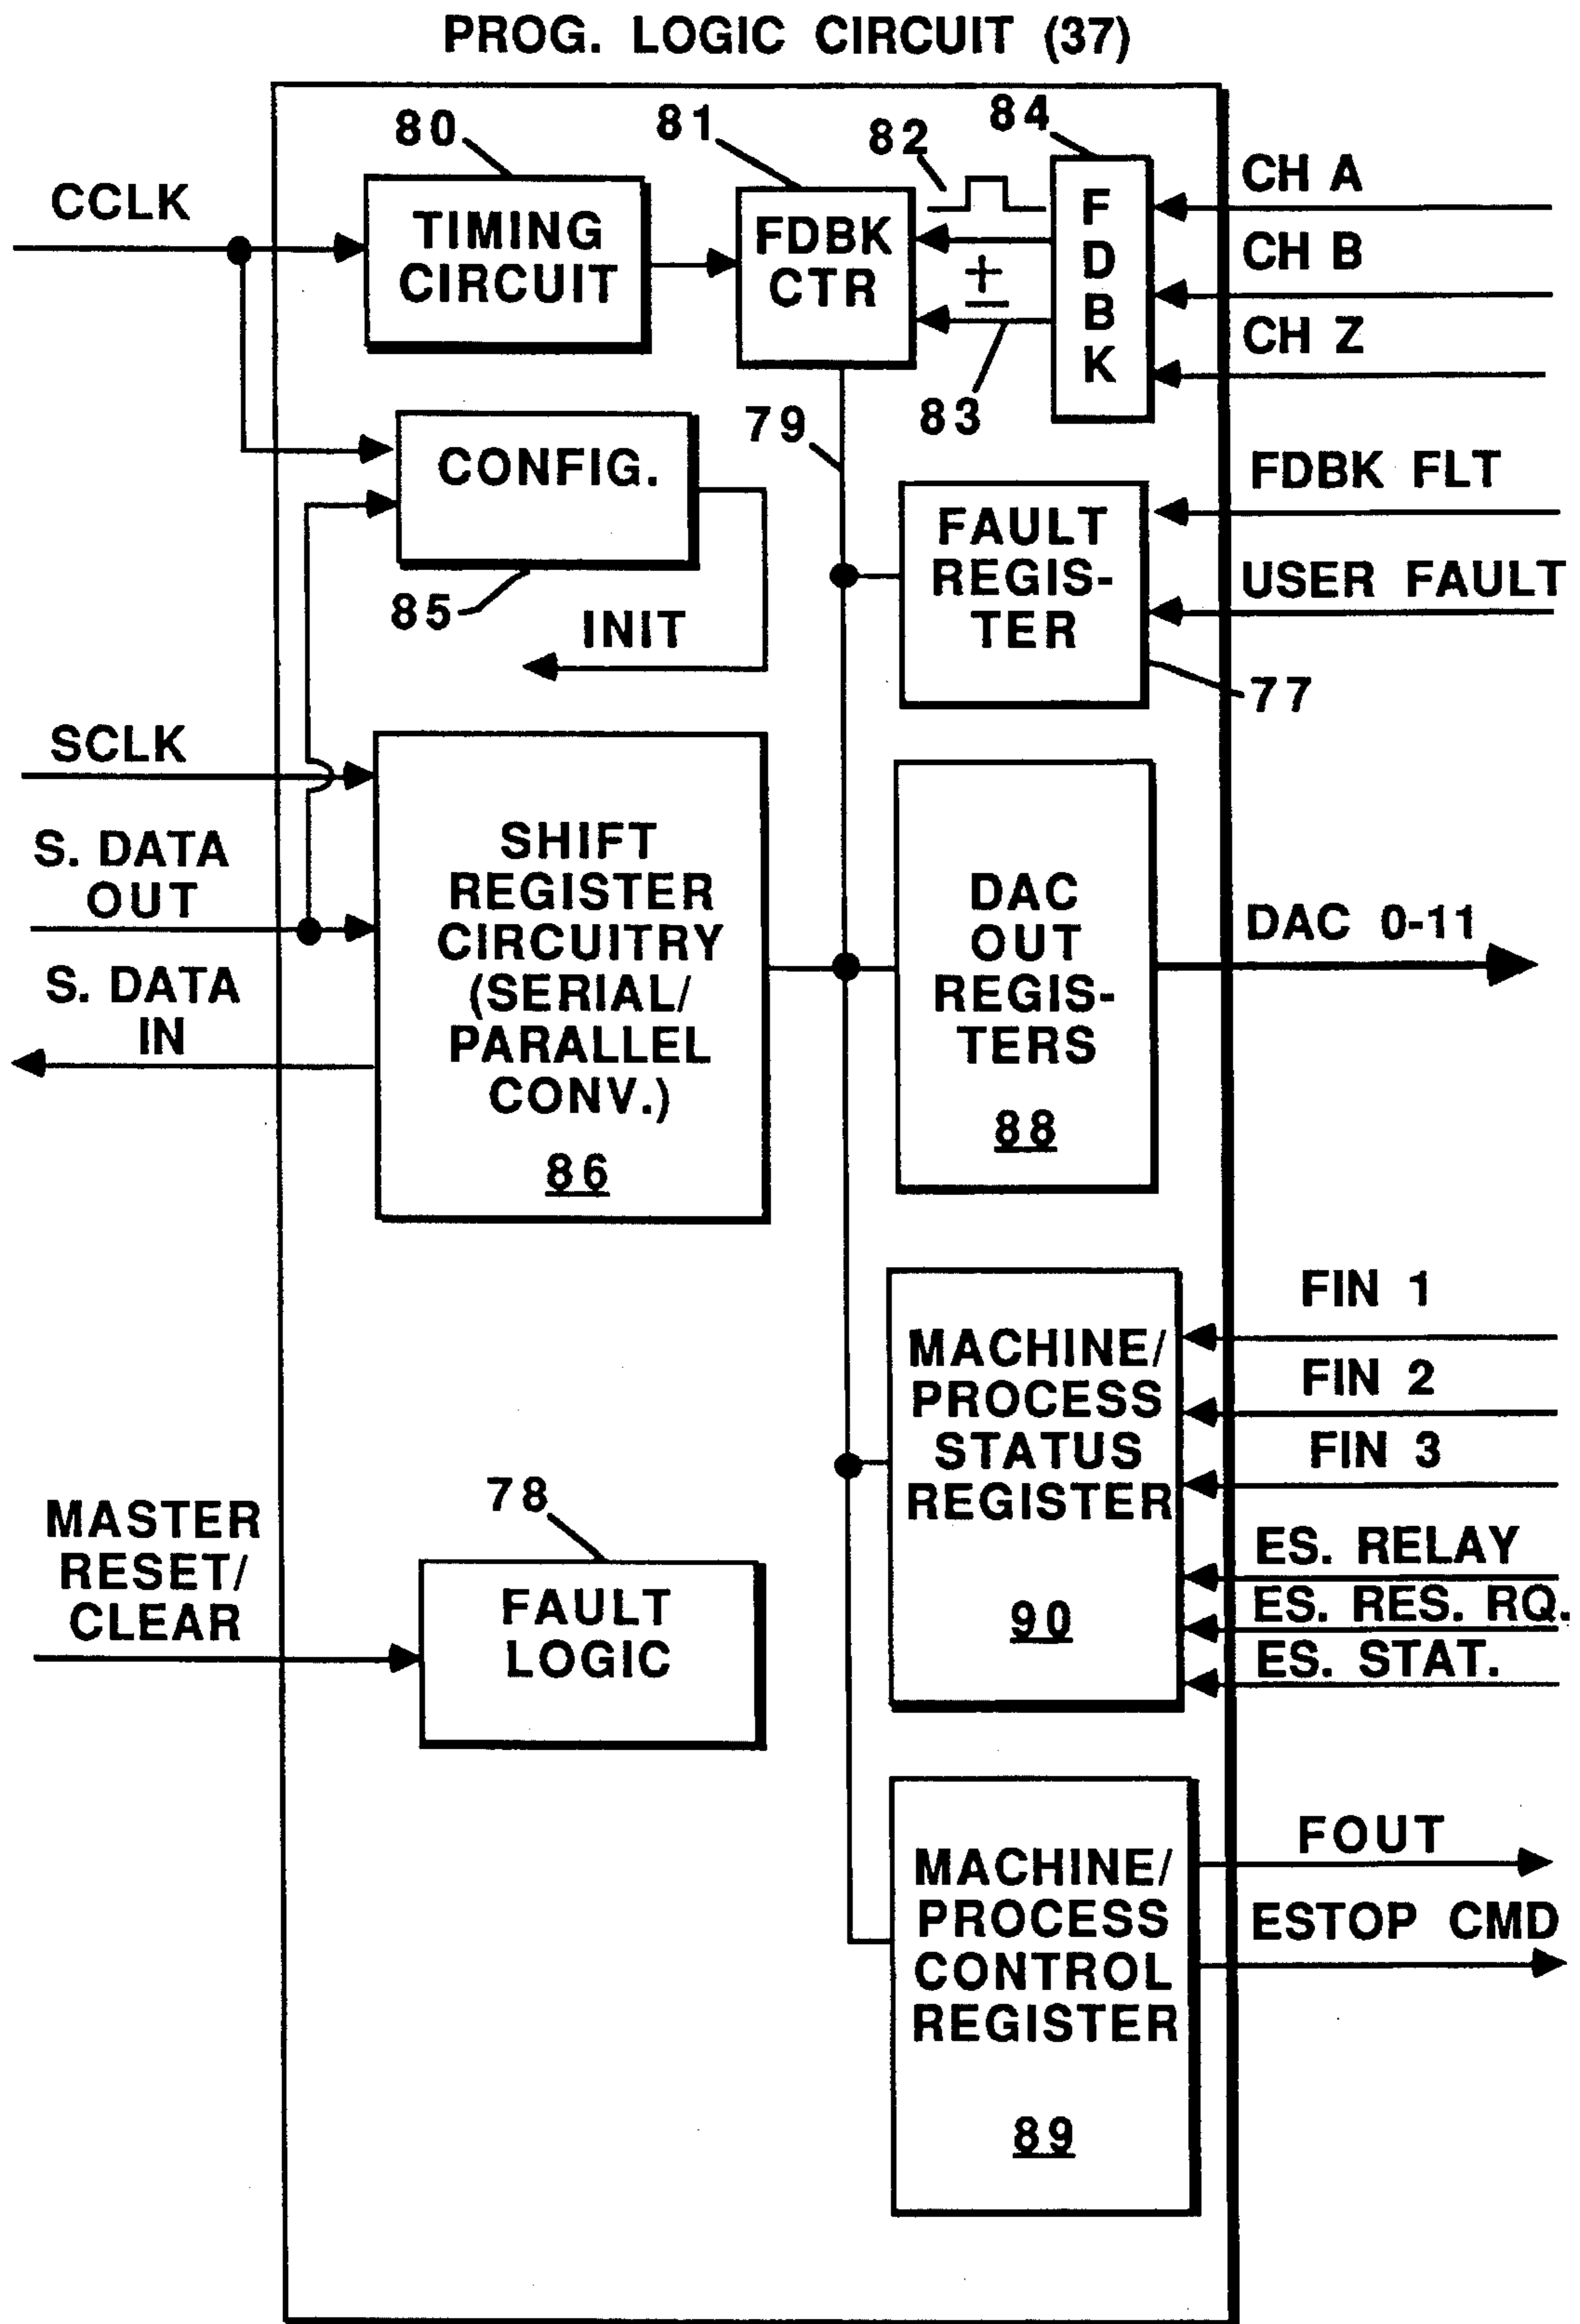 PROG. LOGIC CIRCUIT (37)
80
81
82
84
CCLK
TIMING
CIRCUIT
FDBK
CTR
+
F
D
B
K
CH A
CH B
CH Z
83
79
CONFIG.
85
INIT
FAULT
REGIS-
TER
FDBK FLT
USER FAULT
77
SCLK
S. DATA
OUT
S. DATA
IN
SHIFT
REGISTER
CIRCUITRY
(SERIAL/
PARALLEL
CONV.)
86
DAC
OUT
REGIS-
TERS
88
DAC 0-11
MACHINE/
PROCESS
STATUS
REGISTER
90
FIN 1
FIN 2
FIN 3
ES. RELAY
ES. RES. RQ.
ES. STAT.
MASTER
RESET/
CLEAR
78
FAULT
LOGIC
MACHINE/
PROCESS
CONTROL
REGISTER
89
FOUT
ESTOP CMD